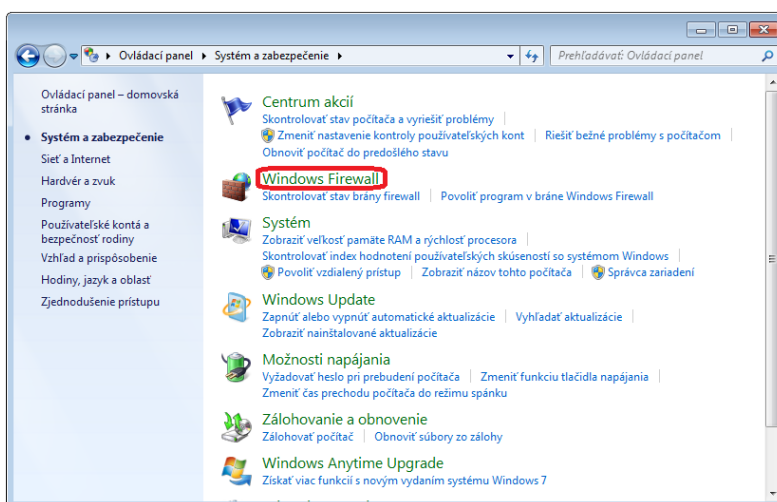 Ovládací panel
Systém a zabezpečenie
Prehľadávať: Ovládací panel
Ovládací panel – domovská
stránka
Systém a zabezpečenie
Sieť a Internet
Hardvér a zvuk
Programy
Používateľské kontá a
bezpečnosť rodiny
Vzhľad a prispôsobenie
Hodiny, jazyk a oblasť
Zjednodušenie prístupu
Centrum akcií
Skontrolovať stav počítača a vyriešiť problémy
Zmeniť nastavenie kontroly používateľských kont
Riešiť bežné problémy s počítačom
Obnoviť počítač do predošlého stavu
Windows Firewall
Skontrolovať stav brány firewall
Povoliť program v bráne Windows Firewall
Systém
Zobraziť veľkosť pamäte RAM a rýchlosť procesora
Skontrolovať index hodnotení používateľských skúseností so systémom Windows
Povoliť vzdialený prístup
Zobraziť názov tohto počítača
Správca zariadení
Windows Update
Zapnúť alebo vypnúť automatické aktualizácie
Vyhľadať aktualizácie
Zobraziť nainštalované aktualizácie
Možnosti napájania
Vyžadovať heslo pri prebudení počítača
Zmeniť funkciu tlačidla napájania
Zmeniť čas prechodu počítača do režimu spánku
Zálohovanie a obnovenie
Zálohovať počítač
Obnoviť súbory zo zálohy
Windows Anytime Upgrade
Získať viac funkcií s novým vydaním systému Windows 7